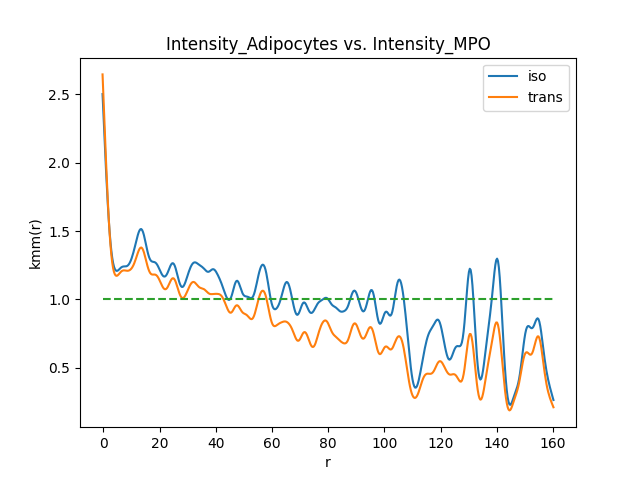 Intensity_Adipocytes vs. Intensity_MPO
iso
trans
kmm(r)
2.5
2.0
1.5
1.0
0.5
0 20 40 60 80 100 120 140 160
r